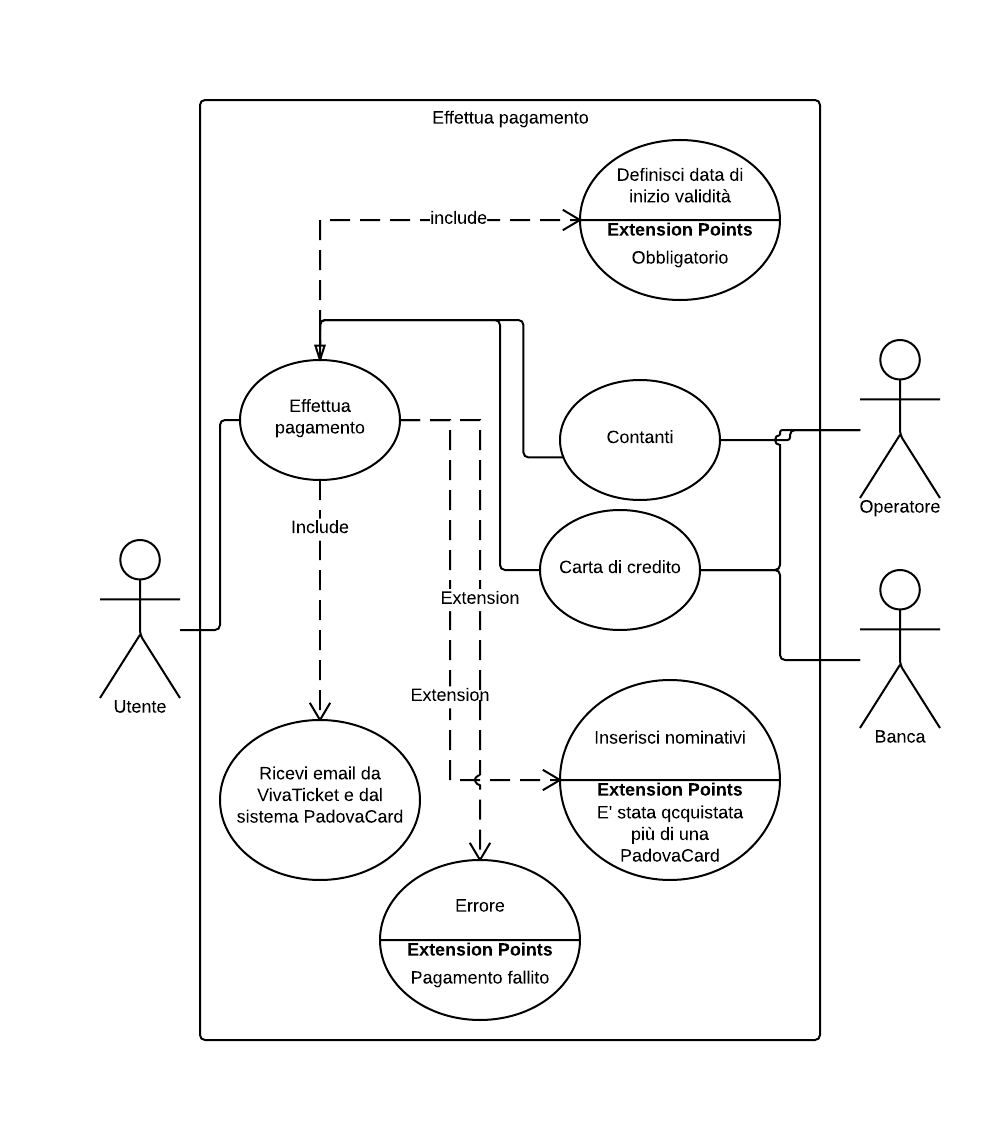 Effettua pagamento
Definisci data di
inizio validità
include
Extension Points
Obbligatorio
Effettua
pagamento
Contanti
Operatore
Include
Carta di credito
Extension
Extension
Utente
Banca
Inserisci nominativi
Ricevi email da
VivaTicket e dal
sistema PadovaCard
Extension Points
E' stata qcquistata
più di una
PadovaCard
Errore
Extension Points
Pagamento fallito